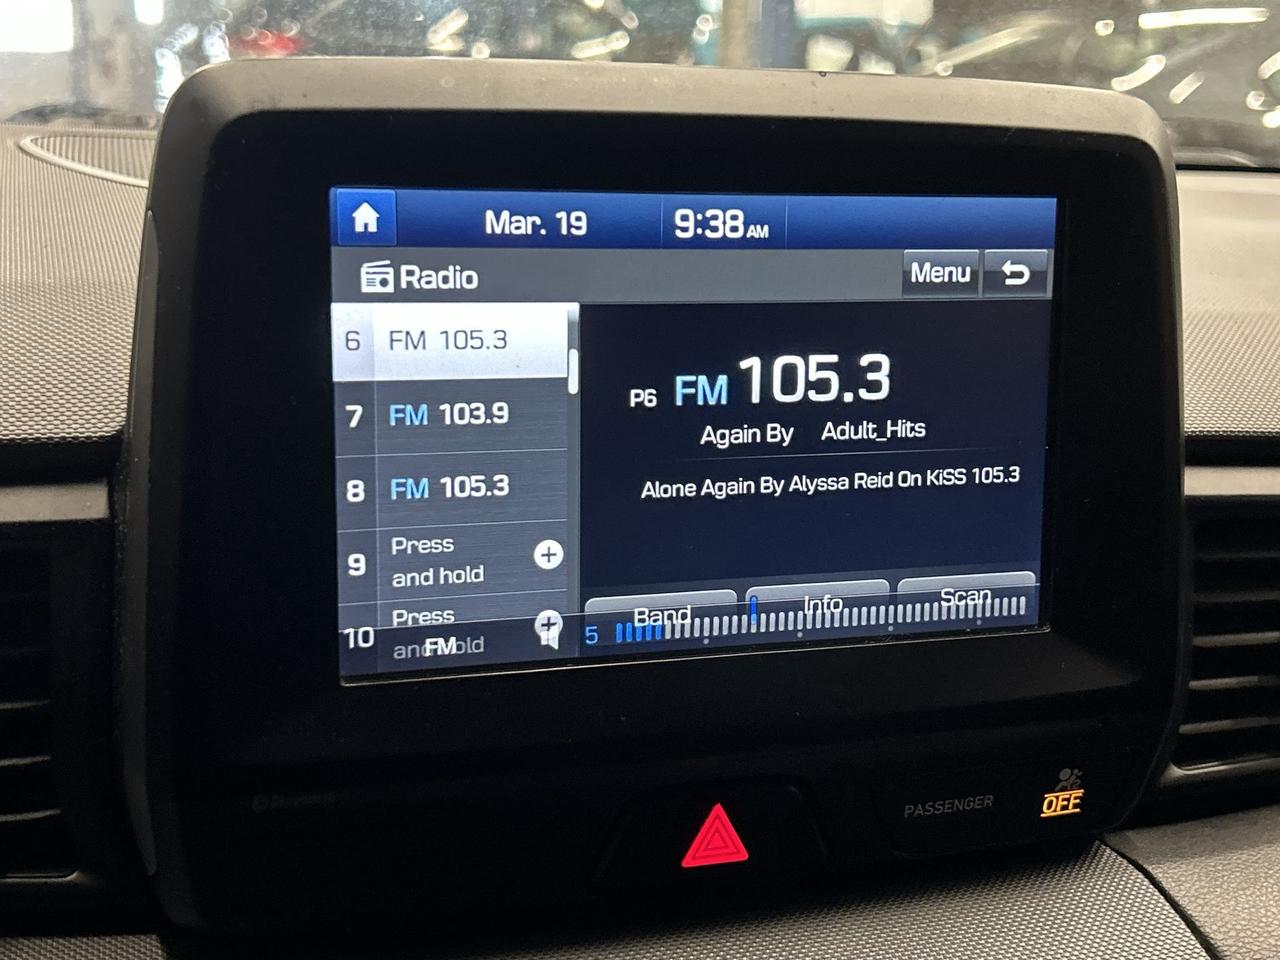 Mar. 19 9:38 AM
Radio Menu
6 FM 105.3
7 FM 103.9
8 FM 105.3
9 Press
and hold
10 Press
and hold
P6 FM 105.3
Again By Adult_Hits
Alone Again By Alyssa Reid On KiSS 105.3
Band Info Scan
FM 5
PASSENGER OFF